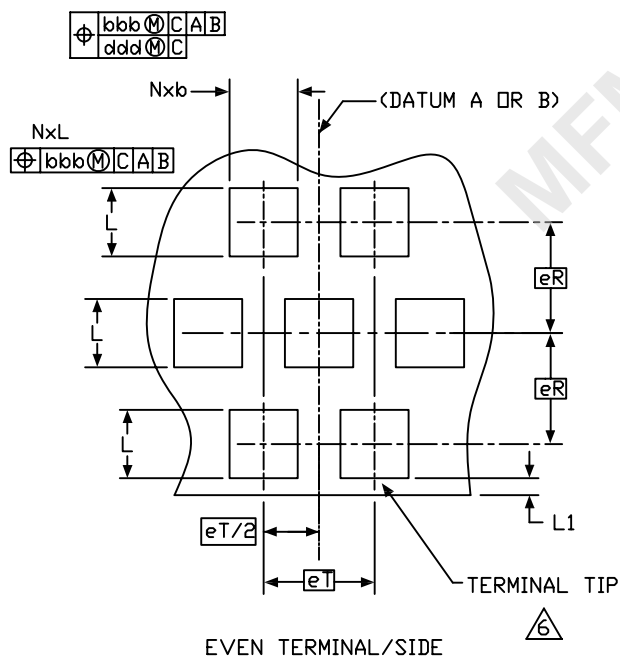 ⌖ bbb Ⓜ C A B
ddd Ⓜ C
Nxb
(DATUM A OR B)
NxL
⌖ bbb Ⓜ C A B
MFN
L
eR
L
eR
L
eT/2
L1
eT
TERMINAL TIP
6
EVEN TERMINAL/SIDE